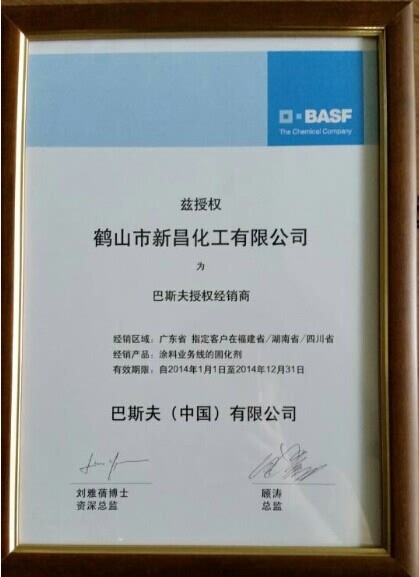 BASF
The Chemical Company
兹授权
鹤山市新昌化工有限公司
为
巴斯夫授权经销商
经销区域：广东省 指定客户在福建省/湖南省/四川省
经销产品：涂料业务线的固化剂
有效期限：自2014年1月1日至2014年12月31日
巴斯夫（中国）有限公司
刘雅蓓博士 顾涛
资深总监 总监